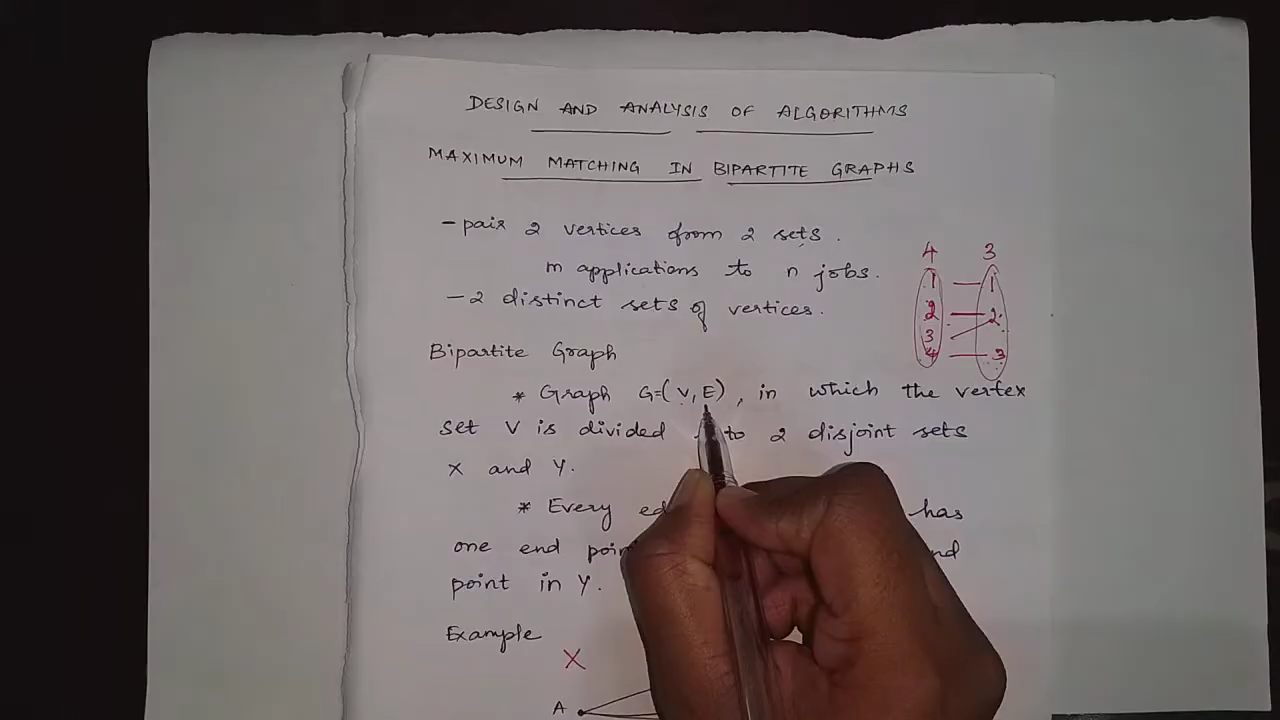 DESIGN AND ANALYSIS OF ALGORITHMS
MAXIMUM MATCHING IN BIPARTITE GRAPHS
- pair 2 vertices from 2 sets.
m applications to n jobs.
- 2 distinct sets of vertices.
4 3
1 1
2 2
3
4 3
Bipartite Graph
* Graph G=(V,E), in which the vertex
set V is divided to 2 disjoint sets
X and Y.
* Every has
one end
point in Y.
Example
X
A